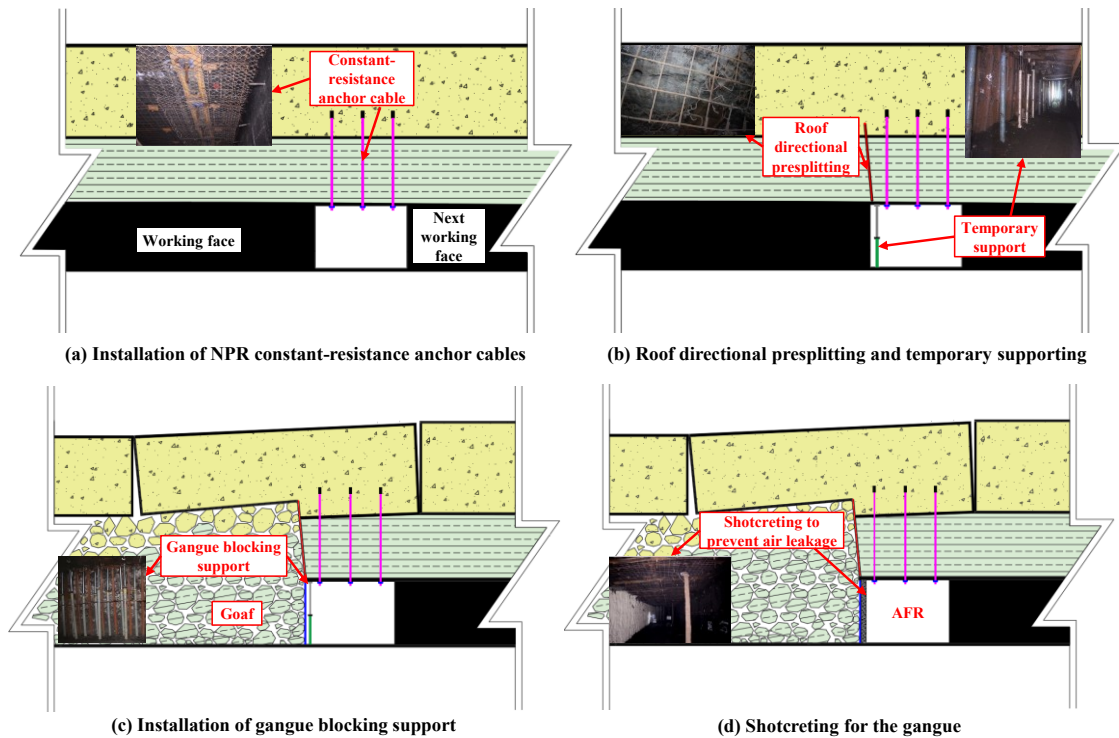 Constant-
resistance
anchor cable
Working face
Next
working
face
(a) Installation of NPR constant-resistance anchor cables
Roof
directional
presplitting
Temporary
support
(b) Roof directional presplitting and temporary supporting
Gangue blocking
support
Goaf
(c) Installation of gangue blocking support
Shotcreting to
prevent air leakage
AFR
(d) Shotcreting for the gangue